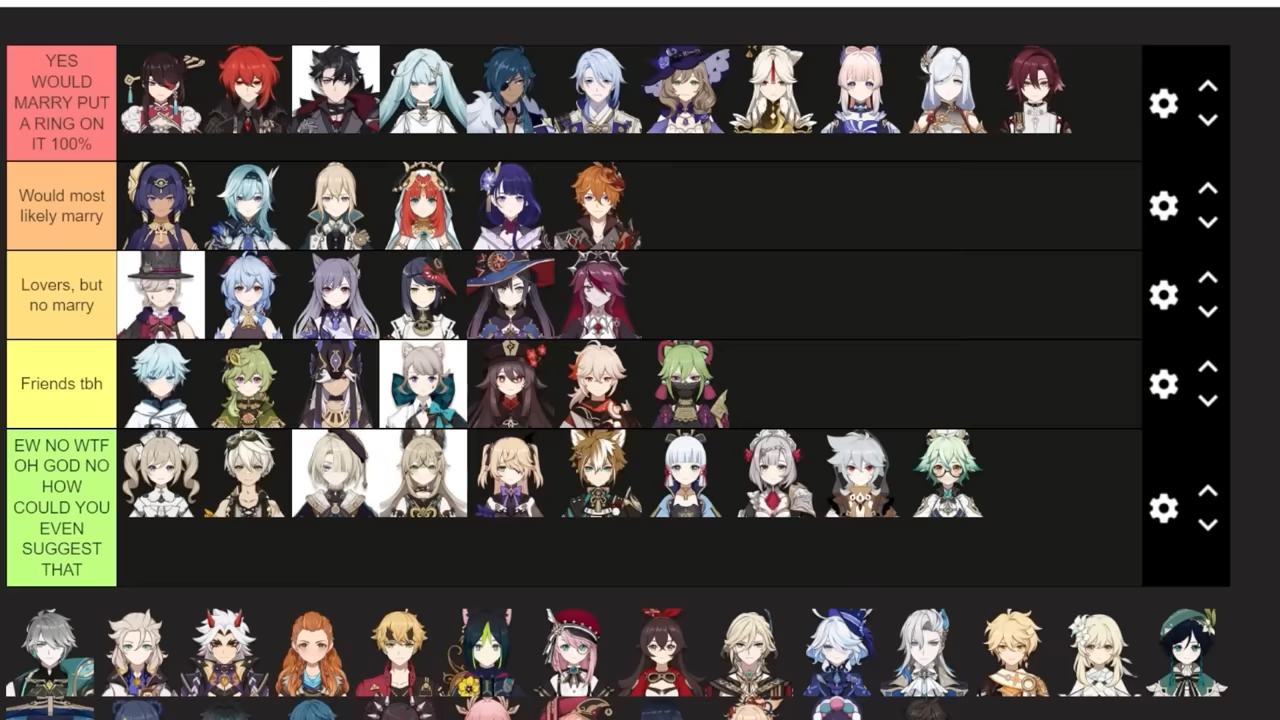 YES
WOULD
MARRY PUT
A RING ON
IT 100%
Would most
likely marry
Lovers, but
no marry
Friends tbh
EW NO WTF
OH GOD NO
HOW
COULD YOU
EVEN
SUGGEST
THAT